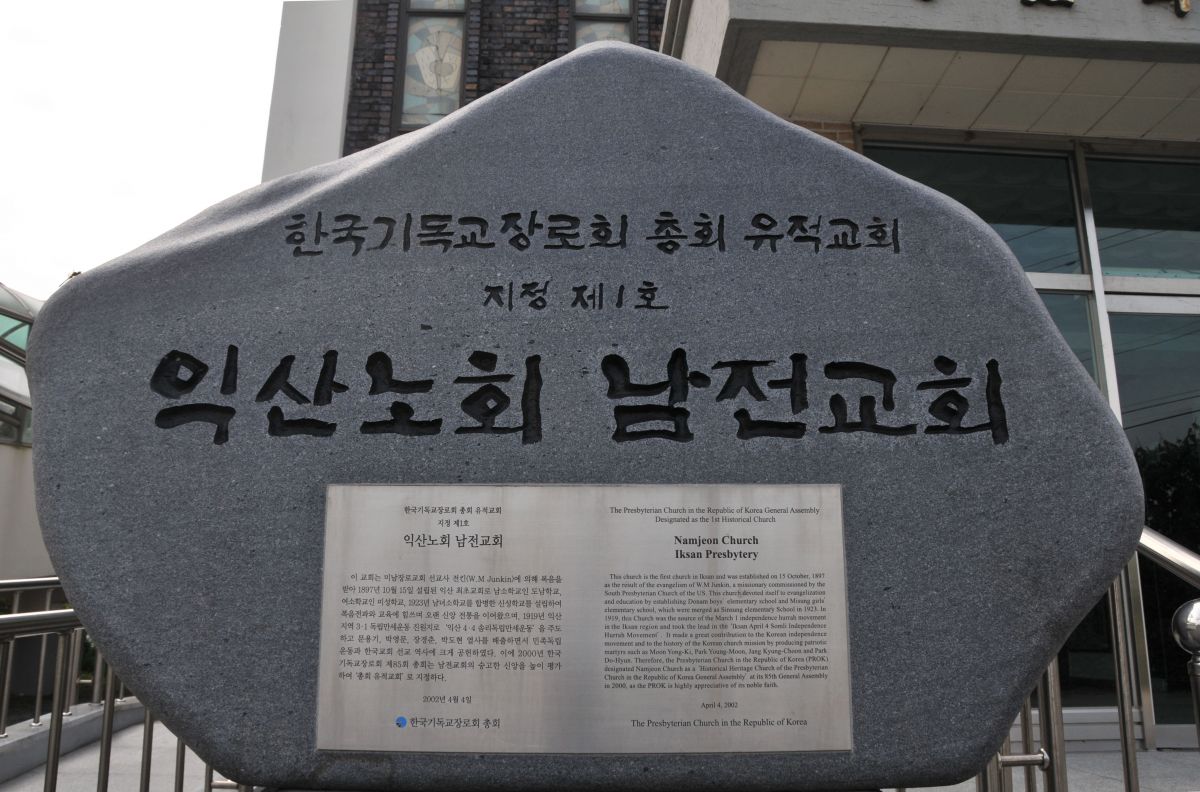 한국기독교장로회 총회 유적교회
지정 제1호
익산노회 남전교회
한국기독교장로회 총회 유적교회
지정 제1호
익산노회 남전교회
이 교회는 미남장로교회 선교사 전킨(W.M Junkin)에 의해 복음을
받아 1897년 10월 15일 설립된 익산 최초교회로 남소학교인 도남학교,
여소학교인 미성학교, 1923년 남녀소학교를 합병한 신성학교를 설립하여
복음전파와 교육에 힘쓰며 오랜 신앙 전통을 이어왔으며, 1919년 익산
지역 3·1 독립만세운동 진원지로 '익산 4·4 솜리독립만세운동' 을 주도
하고 문용기, 박영문, 장경춘, 박도현 열사를 배출하면서 민족독립
운동과 한국교회 선교 역사에 크게 공헌하였다. 이에 2000년 한국
기독교장로회 제85회 총회는 남전교회의 숭고한 신앙을 높이 평가
하여 '총회 유적교회' 로 지정하다.
2002년 4월 4일
한국기독교장로회 총회
The Presbyterian Church in the Republic of Korea General Assembly
Designated as the 1st Historical Church
Namjeon Church
Iksan Presbytery
This church is the first church in Iksan and was established on 15 October, 1897
as the result of the evangelism of W.M Junkin, a missionary commissioned by the
South Presbyterian Church of the US. This church devoted itself to evangelization
and education by establishing Donam boys' elementary school and Misung girls'
elementary school, which were merged as Sinsung elementary School in 1923. In
1919, this Church was the source of the March 1 independence hurrah movement
in the Iksan region and took the lead in the 'Iksan April 4 Somli Independence
Hurrah Movement'. It made a great contribution to the Korean independence
movement and to the history of the Korean church mission by producing patriotic
martyrs such as Moon Yong-Ki, Park Young-Moon, Jang Kyung-Choon and Park
Do-Hyun. Therefore, the Presbyterian Church in the Republic of Korea (PROK)
designated Namjeon Church as a 'Historical Heritage Church of the Presbyterian
Church in the Republic of Korea General Assembly' at its 85th General Assembly
in 2000, as the PROK is highly appreciative of its noble faith.
April 4, 2002
The Presbyterian Church in the Republic of Korea